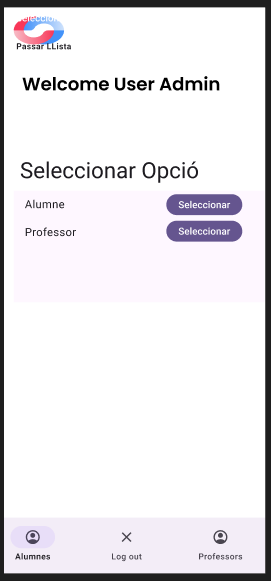 Passar LLista
Welcome User Admin
Seleccionar Opció
Alumne Seleccionar
Professor Seleccionar
Alumnes Log out Professors